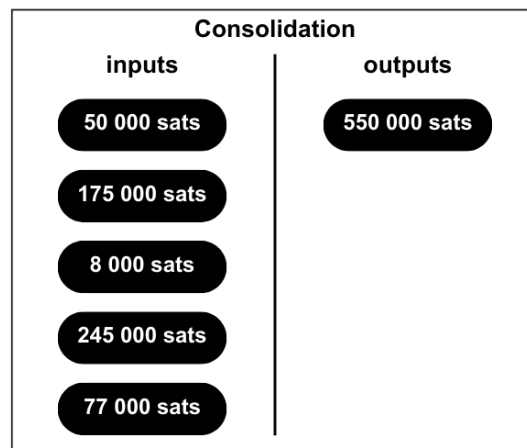 Consolidation
inputs
outputs
50 000 sats
550 000 sats
175 000 sats
8 000 sats
245 000 sats
77 000 sats